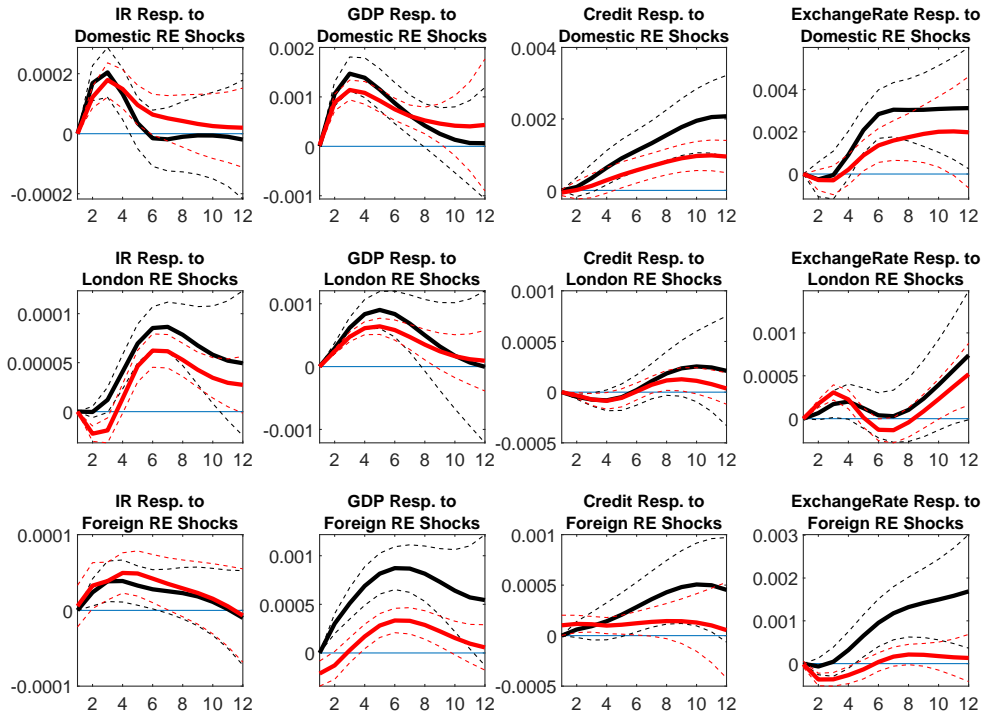 IR Resp. to
Domestic RE Shocks
0.0002
0
-0.0002
2 4 6 8 10 12
GDP Resp. to
Domestic RE Shocks
0.002
0.001
0
-0.001
2 4 6 8 10 12
Credit Resp. to
Domestic RE Shocks
0.004
0.002
0
2 4 6 8 10 12
ExchangeRate Resp. to
Domestic RE Shocks
0.004
0.002
0
2 4 6 8 10 12
IR Resp. to
London RE Shocks
0.0001
0.00005
0
2 4 6 8 10 12
GDP Resp. to
London RE Shocks
0.001
0
-0.001
2 4 6 8 10 12
Credit Resp. to
London RE Shocks
0.001
0.0005
0
-0.0005
2 4 6 8 10 12
ExchangeRate Resp. to
London RE Shocks
0.001
0.0005
0
2 4 6 8 10 12
IR Resp. to
Foreign RE Shocks
0.0001
0
-0.0001
2 4 6 8 10 12
GDP Resp. to
Foreign RE Shocks
0.001
0.0005
0
2 4 6 8 10 12
Credit Resp. to
Foreign RE Shocks
0.001
0.0005
0
-0.0005
2 4 6 8 10 12
ExchangeRate Resp. to
Foreign RE Shocks
0.003
0.002
0.001
0
2 4 6 8 10 12